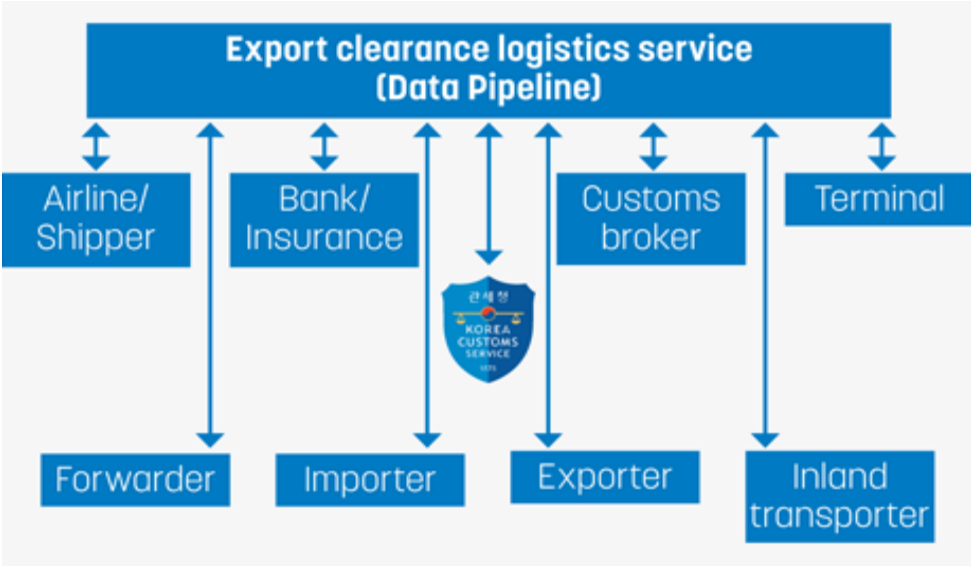 Export clearance logistics service
(Data Pipeline)
Airline/
Shipper
Bank/
Insurance
Customs
broker
Terminal
관세청
KOREA
CUSTOMS
SERVICE
Forwarder
Importer
Exporter
Inland
transporter